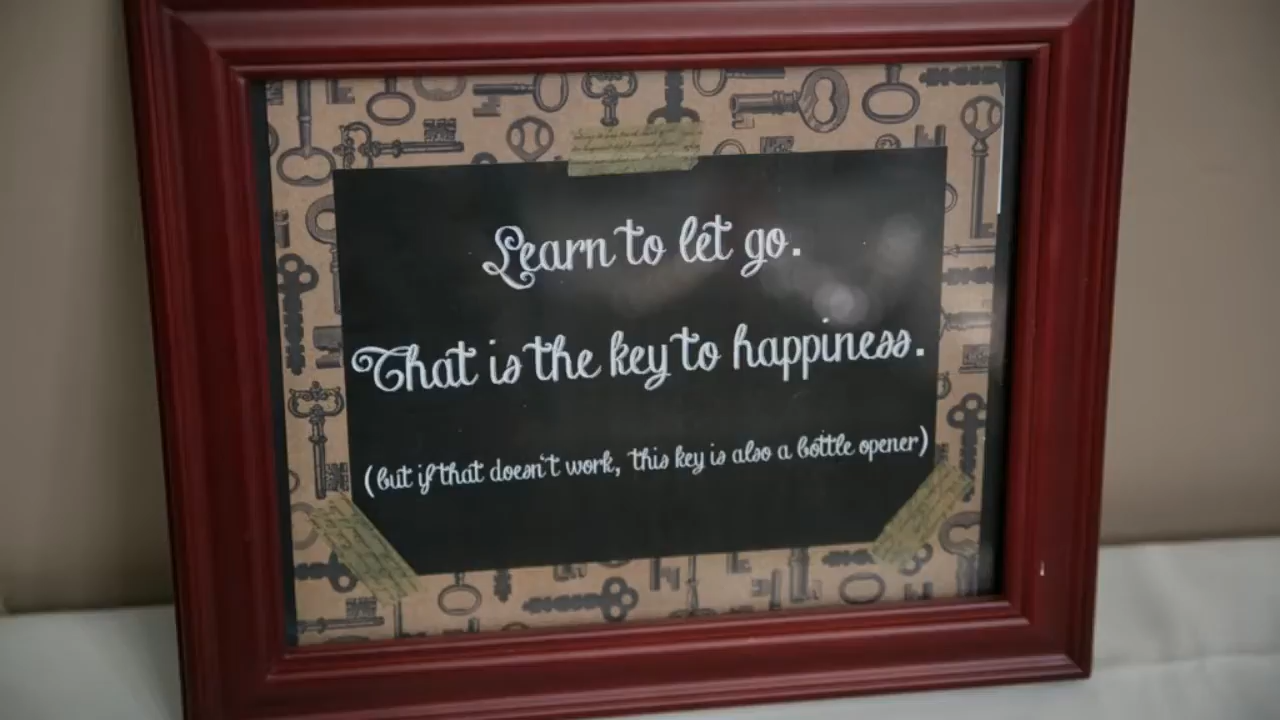 Learn to let go.
That is the key to happiness.
(but if that doesn't work, this key is also a bottle opener)